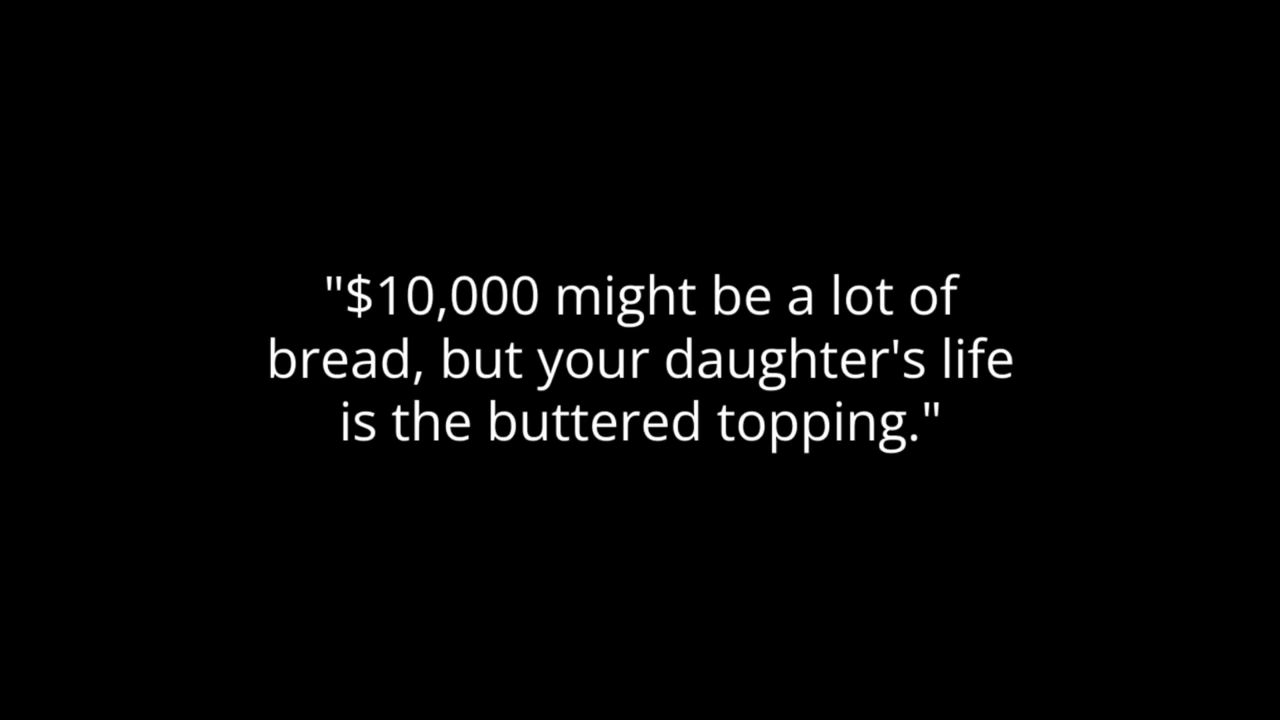 "$10,000 might be a lot of
bread, but your daughter's life
is the buttered topping."